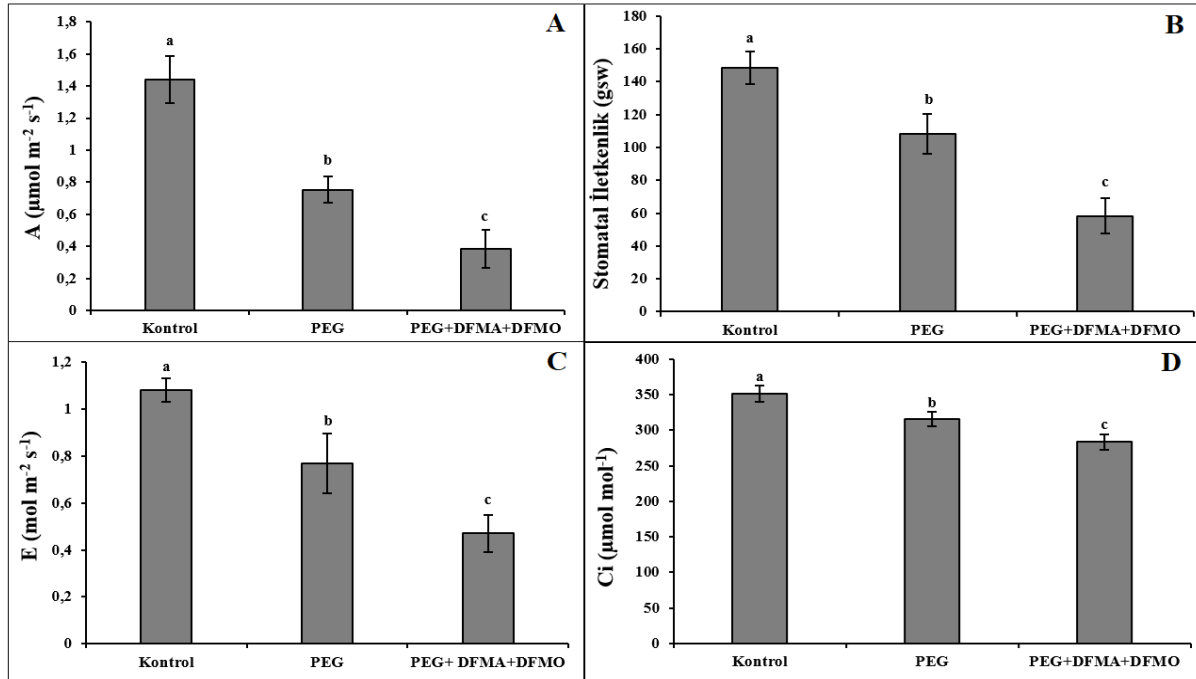 A
A (µmol m⁻² s⁻¹)
1,8
1,6
1,4
1,2
1
0,8
0,6
0,4
0,2
0
a
b
c
Kontrol PEG PEG+DFMA+DFMO
B
Stomatal İletkenlik (gsw)
180
160
140
120
100
80
60
40
20
0
a
b
c
Kontrol PEG PEG+DFMA+DFMO
C
E (mol m⁻² s⁻¹)
1,2
1
0,8
0,6
0,4
0,2
0
a
b
c
Kontrol PEG PEG+ DFMA+DFMO
D
Ci (µmol mol⁻¹)
400
350
300
250
200
150
100
50
0
a
b
c
Kontrol PEG PEG+DFMA+DFMO